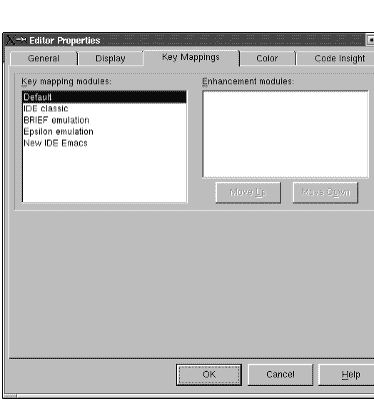 Editor Properties
General Display Key Mappings Color Code Insight
Key mapping modules: Enhancement modules:
Default
IDE classic
BRIEF emulation
Epsilon emulation
New IDE Emacs
Move Up Move Down
OK Cancel Help